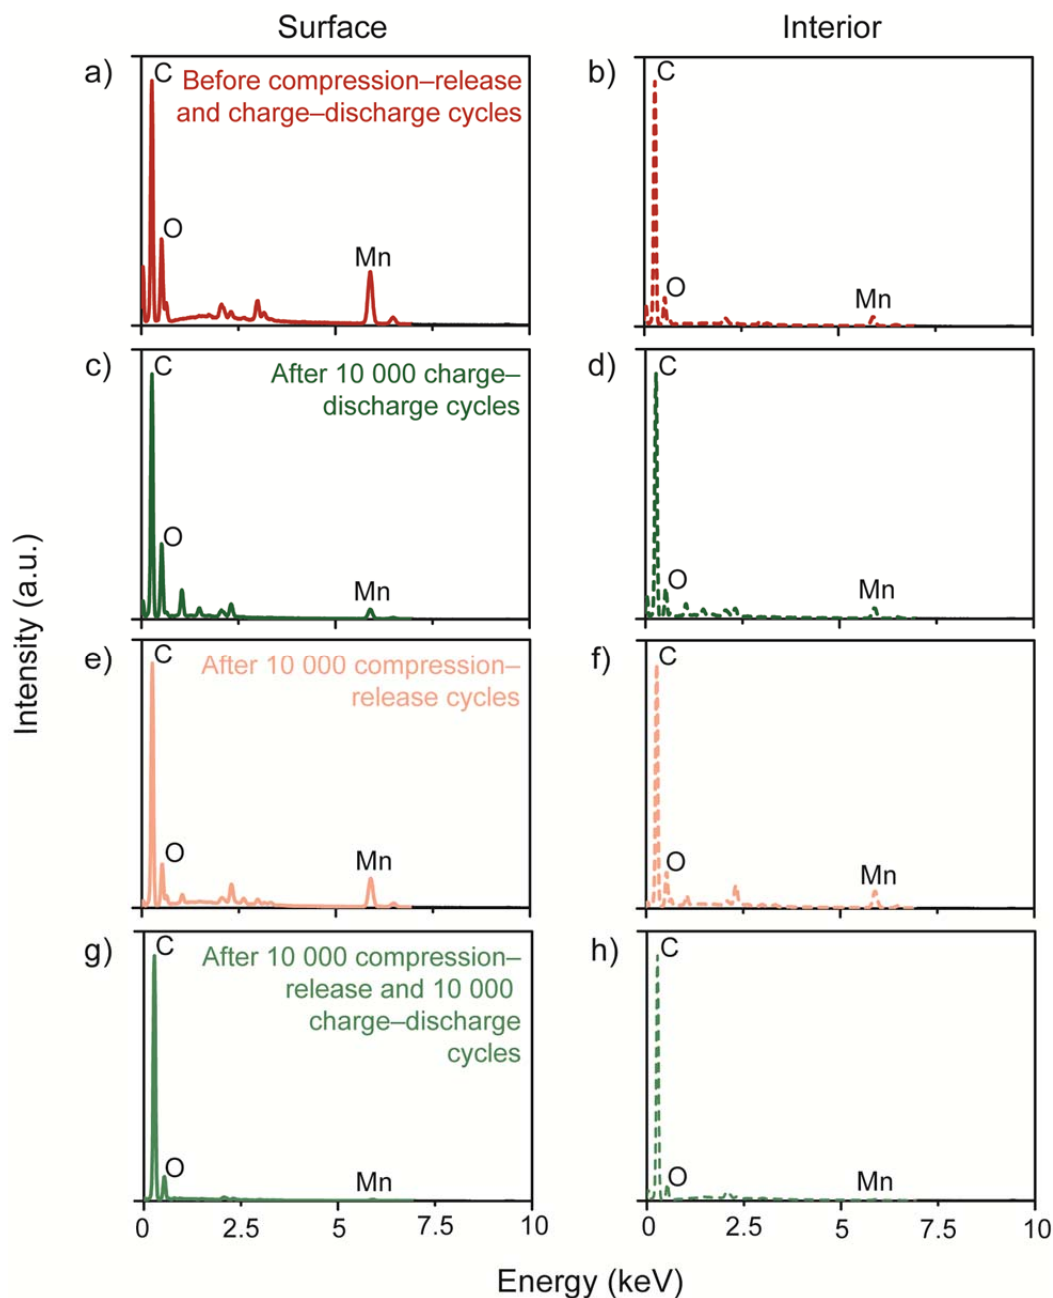 Surface
Interior
a)
C
Before compression–release
and charge–discharge cycles
O
Mn
b)
C
O
Mn
c)
C
After 10 000 charge–
discharge cycles
O
Mn
d)
C
O
Mn
e)
C
After 10 000 compression–
release cycles
O
Mn
f)
C
O
Mn
g)
C
After 10 000 compression–
release and 10 000
charge–discharge
cycles
O
Mn
h)
C
O
Mn
0 2.5 5 7.5 10
0 2.5 5 7.5 10
Intensity (a.u.)
Energy (keV)